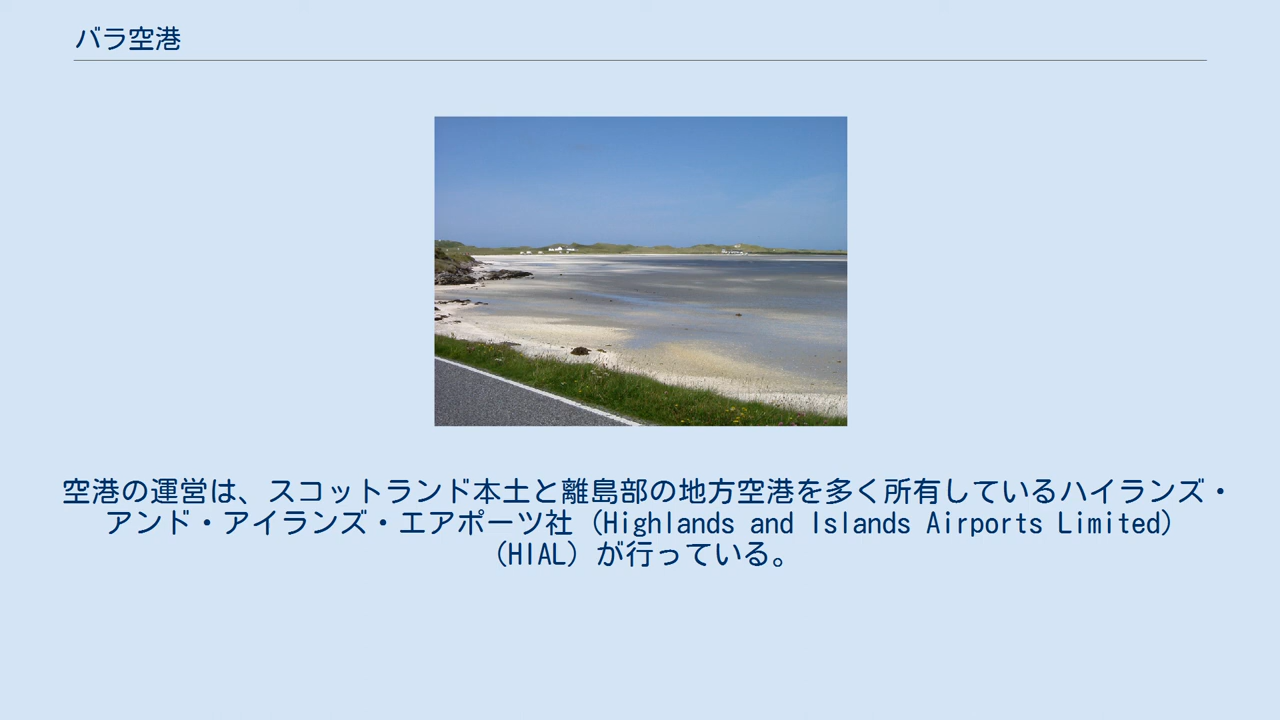 バラ空港
空港の運営は、スコットランド本土と離島部の地方空港を多く所有しているハイランズ・
アンド・アイランズ・エアポーツ社（Highlands and Islands Airports Limited）
（HIAL）が行っている。